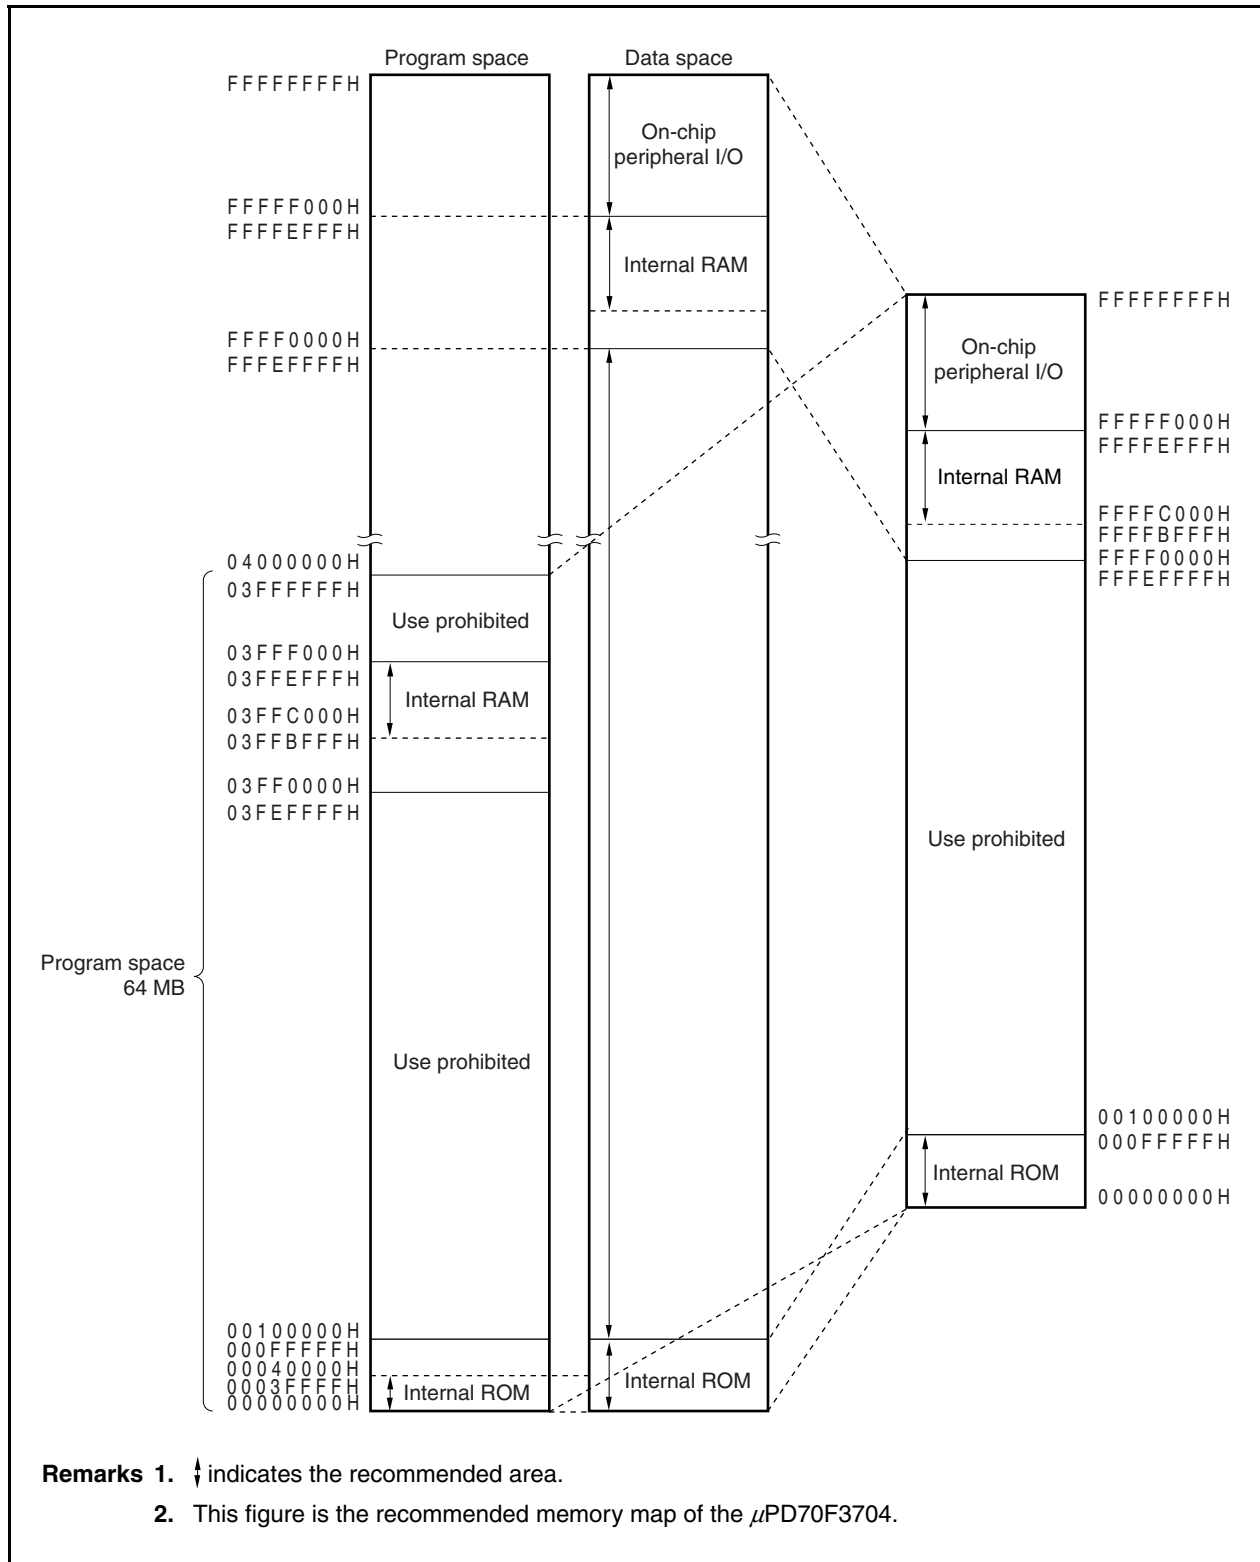 Program space
Data space
FFFFFFFFH
On-chip
peripheral I/O
FFFFF000H
FFFFEFFFH
Internal RAM
FFFF0000H
FFFEFFFFH
04000000H
03FFFFFFH
Use prohibited
03FFF000H
03FFEFFFH
Internal RAM
03FFC000H
03FFBFFFH
03FF0000H
03FEFFFFH
Program space
64 MB
Use prohibited
00100000H
000FFFFFH
00040000H
0003FFFFH
00000000H
Internal ROM
Internal ROM
FFFFFFFFH
On-chip
peripheral I/O
FFFFF000H
FFFFEFFFH
Internal RAM
FFFFC000H
FFFFBFFFH
FFFF0000H
FFFEFFFFH
Use prohibited
00100000H
000FFFFFH
Internal ROM
00000000H
Remarks 1. indicates the recommended area.
2. This figure is the recommended memory map of the μPD70F3704.